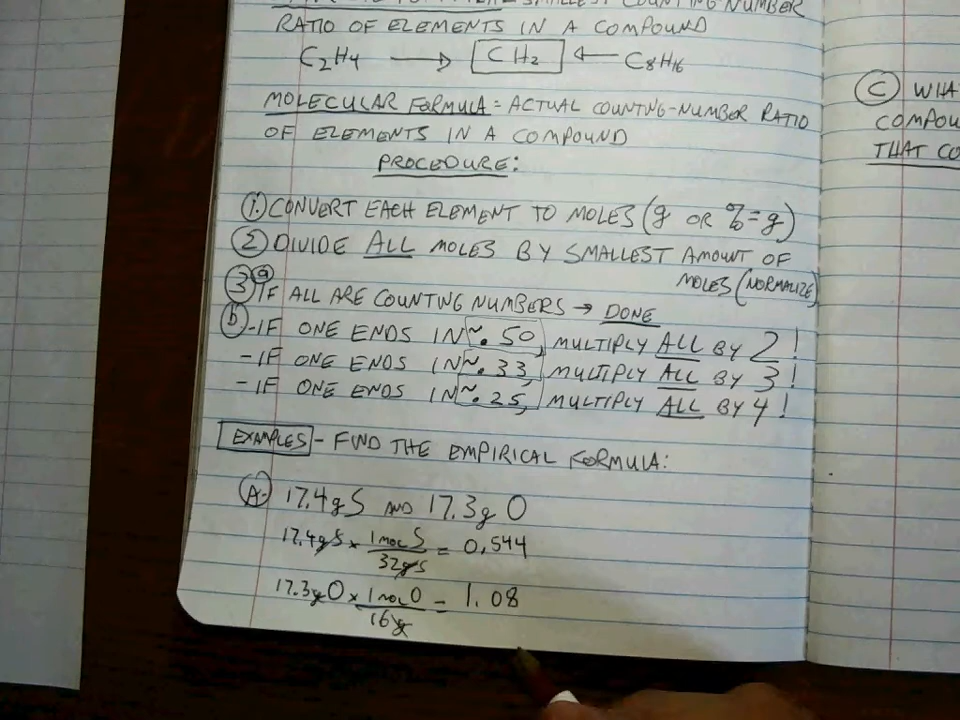 SMALLEST COUNTING-NUMBER
RATIO OF ELEMENTS IN A COMPOUND
C2H4 → CH2 ← C8H16
MOLECULAR FORMULA = ACTUAL COUNTING-NUMBER RATIO
OF ELEMENTS IN A COMPOUND
PROCEDURE:
1. CONVERT EACH ELEMENT TO MOLES (g OR % = g)
2 DIVIDE ALL MOLES BY SMALLEST AMOUNT OF
MOLES (NORMALIZE)
3 a IF ALL ARE COUNTING NUMBERS → DONE
b -IF ONE ENDS IN ~.50, MULTIPLY ALL BY 2!
-IF ONE ENDS IN ~.33, MULTIPLY ALL BY 3!
-IF ONE ENDS IN ~.25, MULTIPLY ALL BY 4!
EXAMPLES - FIND THE EMPIRICAL FORMULA:
A. 17.4g S AND 17.3g O
17.4g S × 1 mol S / 32g S = 0.544
17.3g O × 1 mol O / 16g = 1.08
C WHA
COMPOU
THAT CO